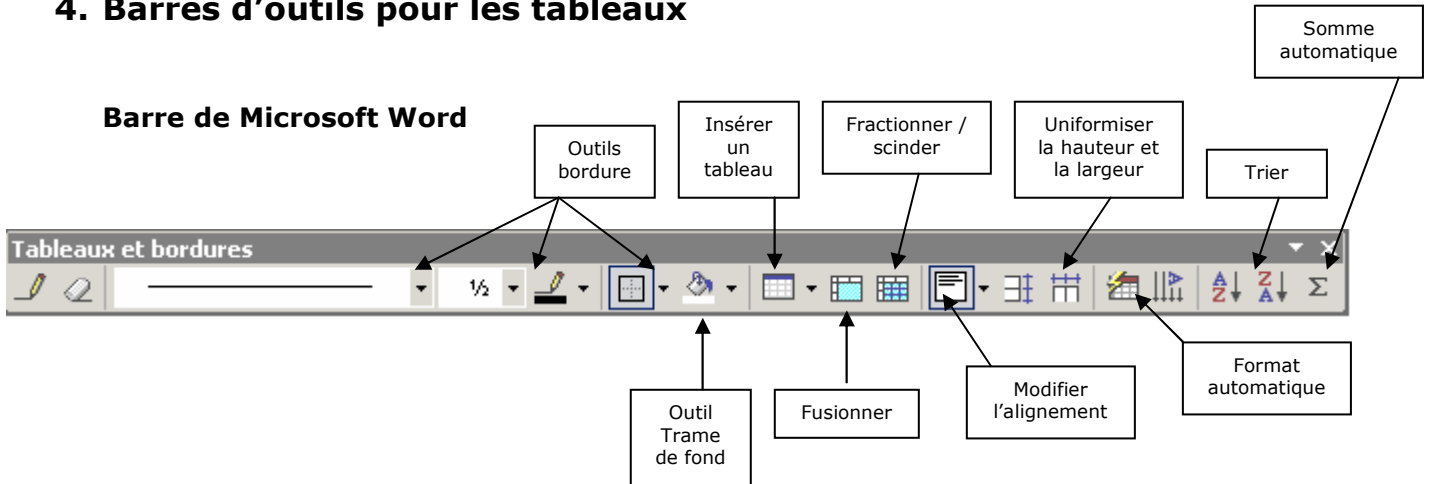 4. Barres d’outils pour les tableaux
Somme
automatique
Barre de Microsoft Word
Outils
bordure
Insérer
un
tableau
Fractionner /
scinder
Uniformiser
la hauteur et
la largeur
Trier
Tableaux et bordures
½
A
Z
Z
A
Σ
Outil
Trame
de fond
Fusionner
Modifier
l’alignement
Format
automatique